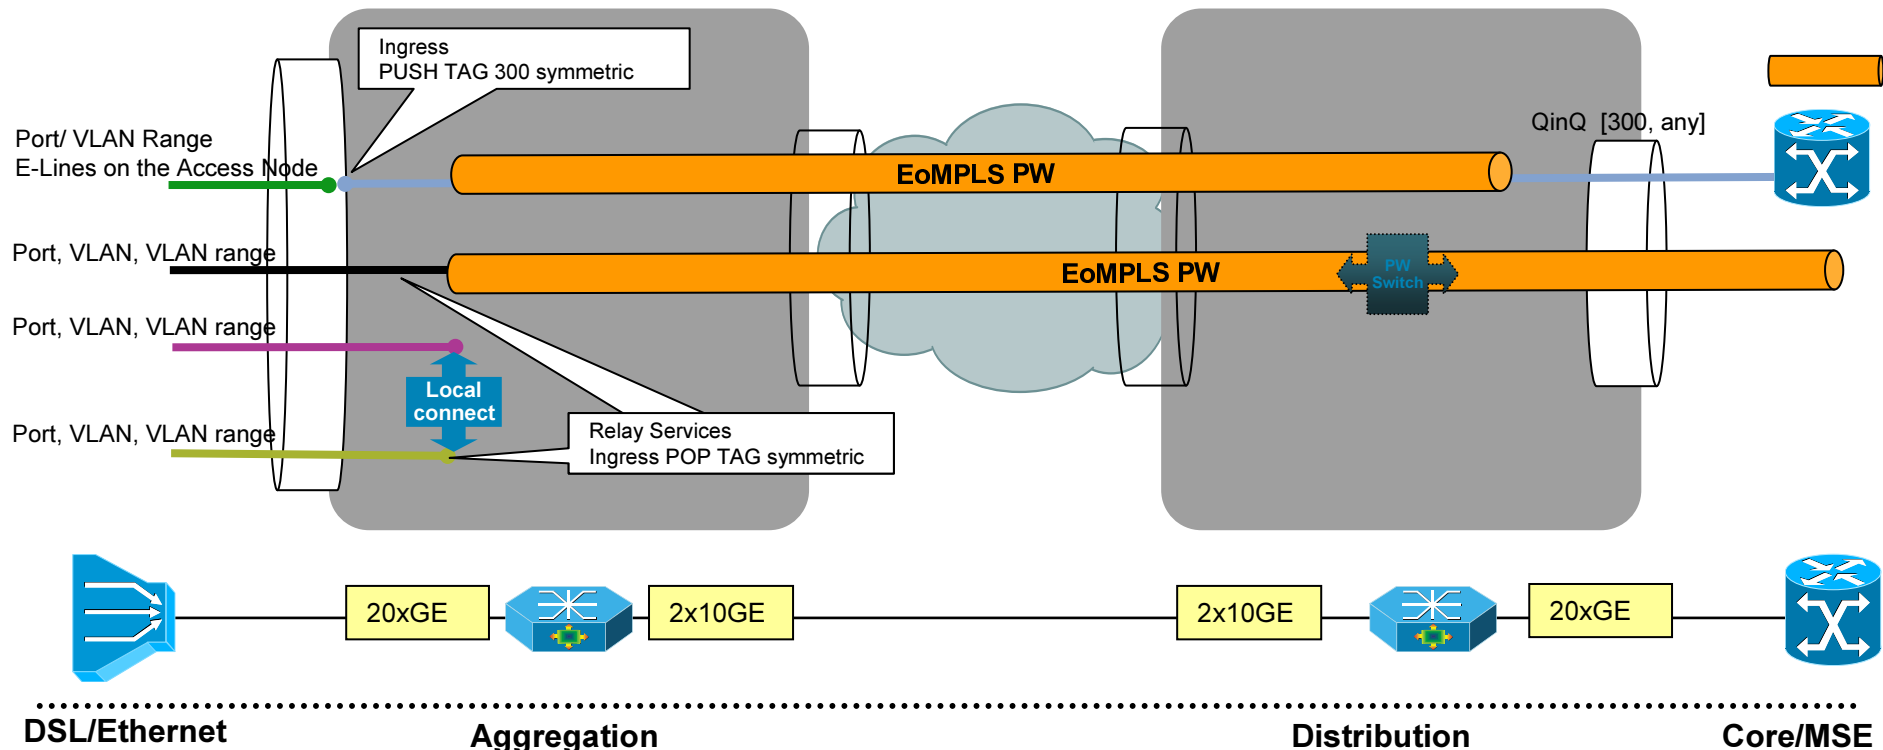 Ingress
PUSH TAG 300 symmetric
Port/ VLAN Range
E-Lines on the Access Node
QinQ  [300, any]
EoMPLS PW
Port, VLAN, VLAN range
EoMPLS PW
PW
Switch
Port, VLAN, VLAN range
Local
connect
Port, VLAN, VLAN range
Relay Services
Ingress POP TAG symmetric
20xGE
2x10GE
2x10GE
20xGE
DSL/Ethernet
Aggregation
Distribution
Core/MSE